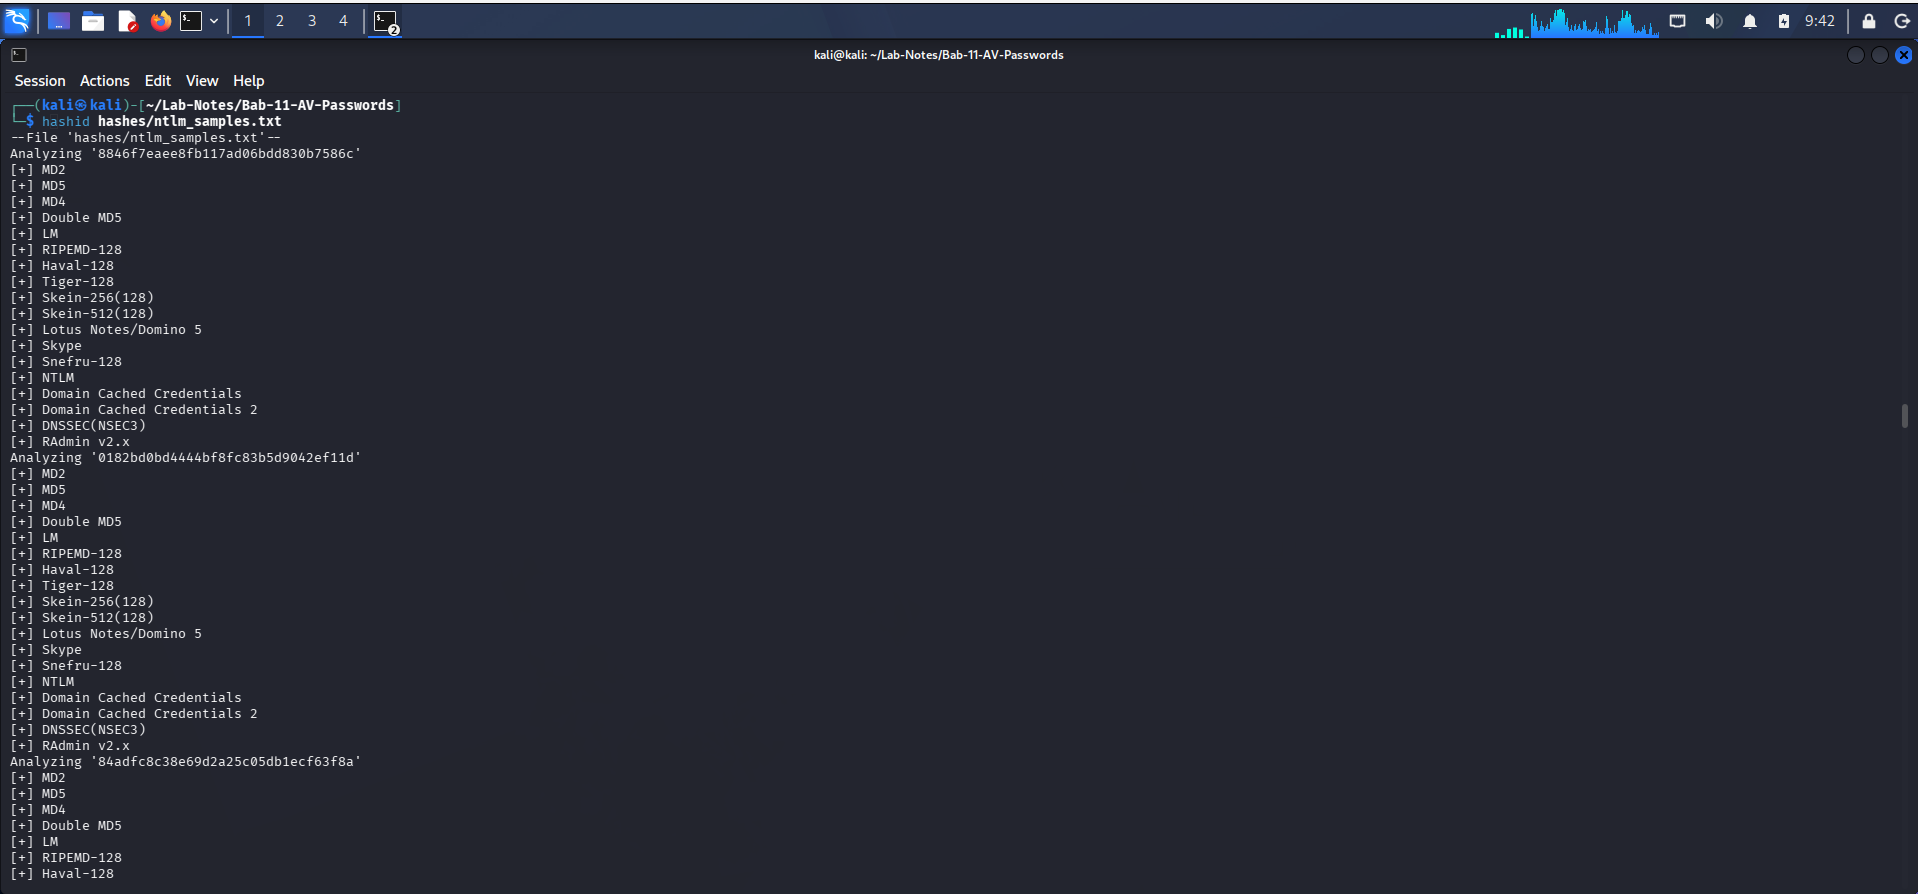 1 2 3 4 2 9:42
kali@kali: ~/Lab-Notes/Bab-11-AV-Passwords
Session Actions Edit View Help
┌──(kali㉿kali)-[~/Lab-Notes/Bab-11-AV-Passwords]
└─$ hashid hashes/ntlm_samples.txt
--File 'hashes/ntlm_samples.txt'--
Analyzing '8846f7eaee8fb117ad06bdd830b7586c'
[+] MD2
[+] MD5
[+] MD4
[+] Double MD5
[+] LM
[+] RIPEMD-128
[+] Haval-128
[+] Tiger-128
[+] Skein-256(128)
[+] Skein-512(128)
[+] Lotus Notes/Domino 5
[+] Skype
[+] Snefru-128
[+] NTLM
[+] Domain Cached Credentials
[+] Domain Cached Credentials 2
[+] DNSSEC(NSEC3)
[+] RAdmin v2.x
Analyzing '0182bd0bd4444bf8fc83b5d9042ef11d'
[+] MD2
[+] MD5
[+] MD4
[+] Double MD5
[+] LM
[+] RIPEMD-128
[+] Haval-128
[+] Tiger-128
[+] Skein-256(128)
[+] Skein-512(128)
[+] Lotus Notes/Domino 5
[+] Skype
[+] Snefru-128
[+] NTLM
[+] Domain Cached Credentials
[+] Domain Cached Credentials 2
[+] DNSSEC(NSEC3)
[+] RAdmin v2.x
Analyzing '84adfc8c38e69d2a25c05db1ecf63f8a'
[+] MD2
[+] MD5
[+] MD4
[+] Double MD5
[+] LM
[+] RIPEMD-128
[+] Haval-128